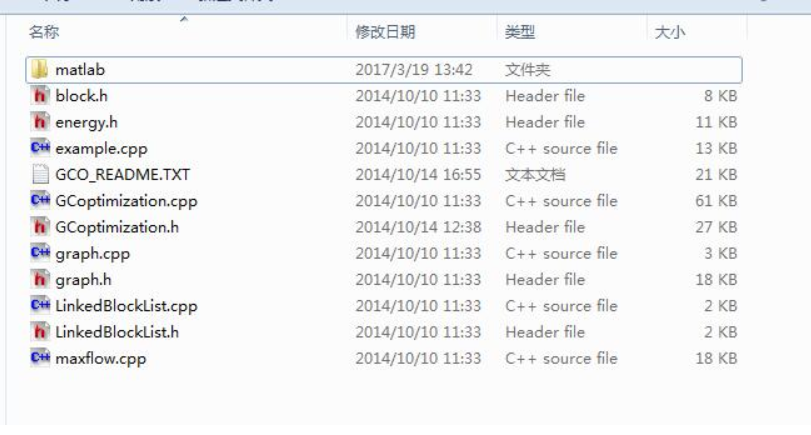 名称 修改日期 类型 大小
matlab 2017/3/19 13:42 文件夹
block.h 2014/10/10 11:33 Header file 8 KB
energy.h 2014/10/10 11:33 Header file 11 KB
example.cpp 2014/10/10 11:33 C++ source file 13 KB
GCO_README.TXT 2014/10/14 16:55 文本文档 21 KB
GCoptimization.cpp 2014/10/10 11:33 C++ source file 61 KB
GCoptimization.h 2014/10/14 12:38 Header file 27 KB
graph.cpp 2014/10/10 11:33 C++ source file 3 KB
graph.h 2014/10/10 11:33 Header file 18 KB
LinkedBlockList.cpp 2014/10/10 11:33 C++ source file 2 KB
LinkedBlockList.h 2014/10/10 11:33 Header file 2 KB
maxflow.cpp 2014/10/10 11:33 C++ source file 18 KB